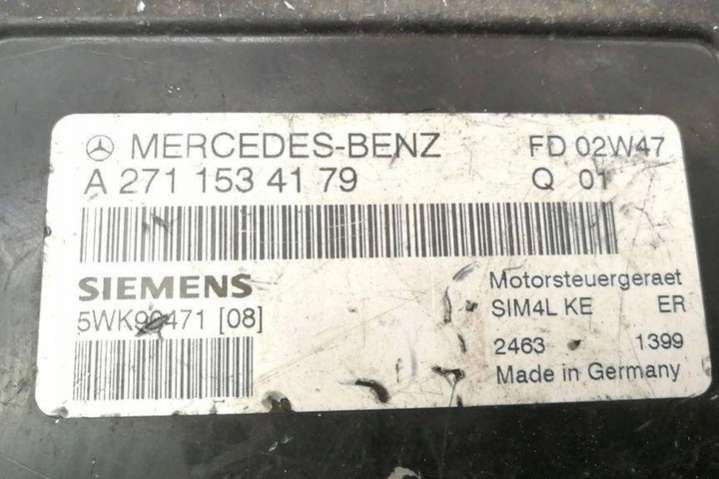 MERCEDES-BENZ FD 02W47
A 271 153 41 79 Q 01
SIEMENS Motorsteuergeraet
5WK90471 [08] SIM4L KE ER
2463 1399
Made in Germany